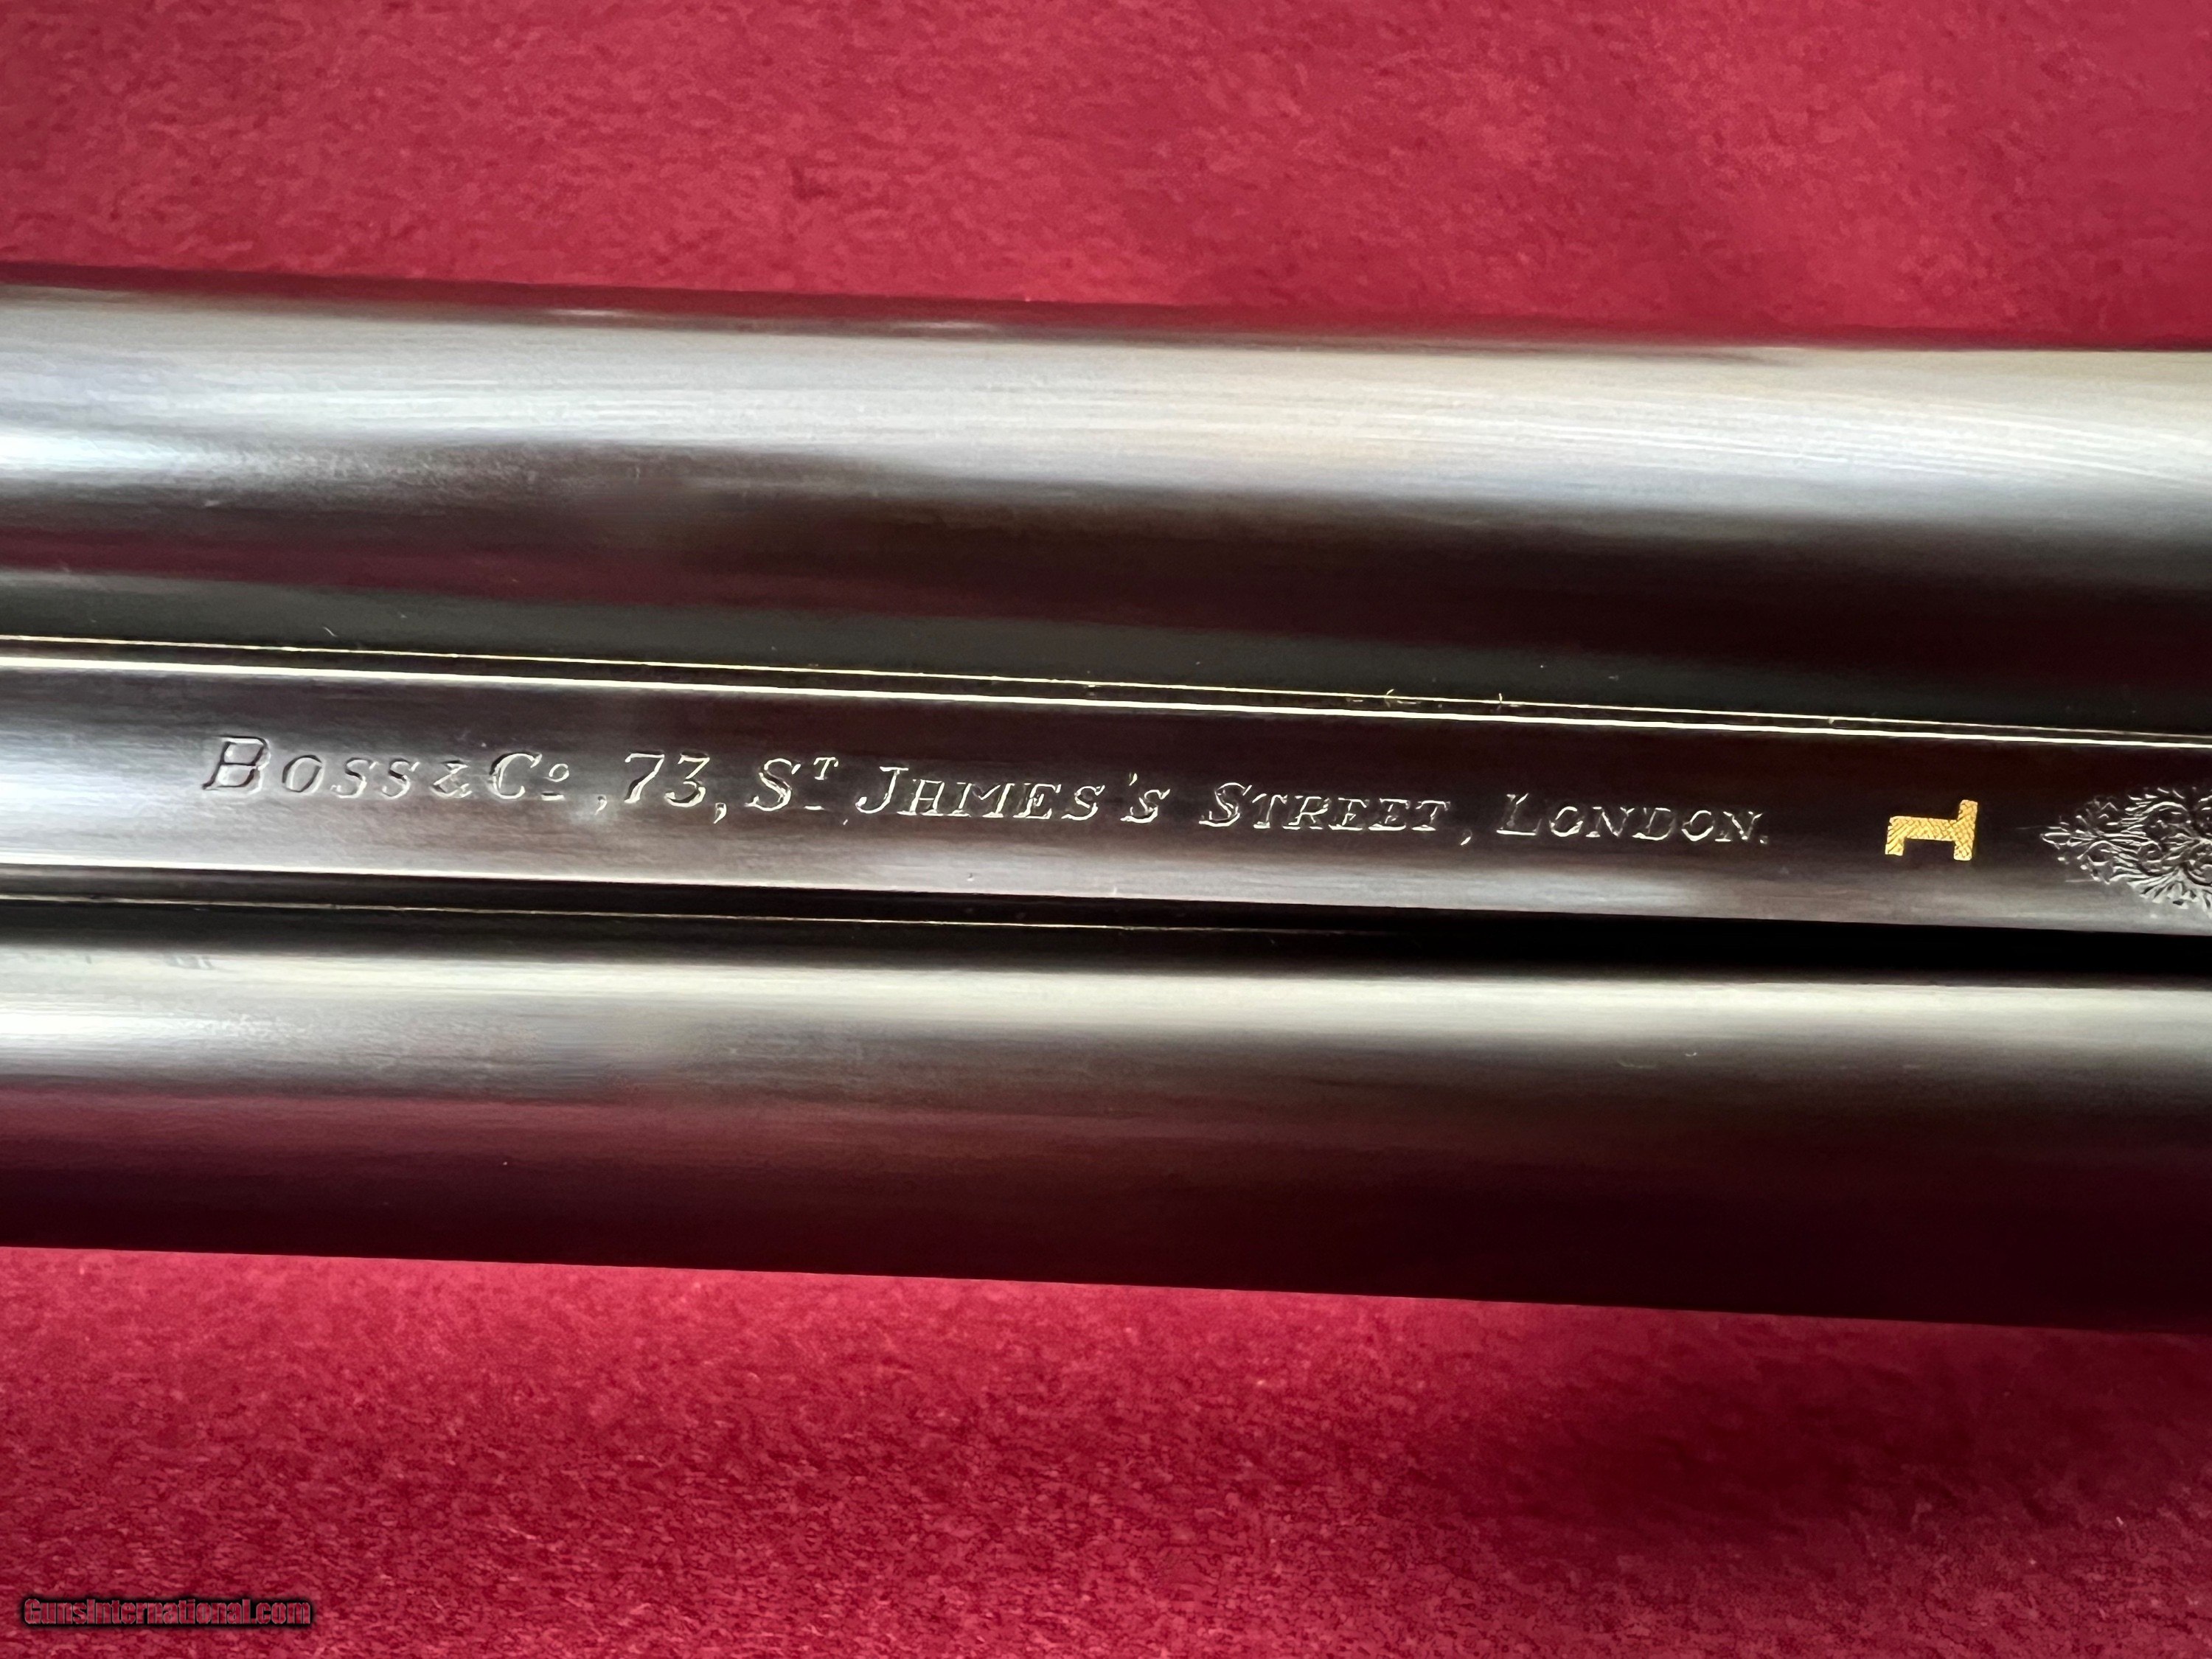 Boss & Co, 73, ST James's Street, London. 1
GunsInternational.com